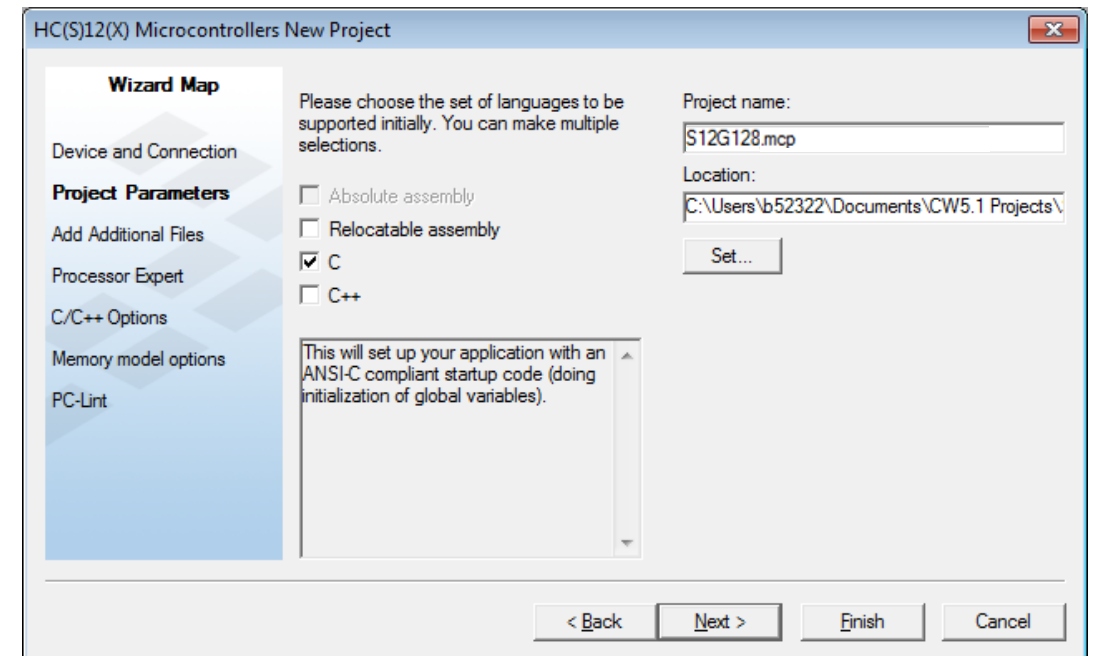 HC(S)12(X) Microcontrollers New Project
Wizard Map
Device and Connection
Project Parameters
Add Additional Files
Processor Expert
C/C++ Options
Memory model options
PC-Lint
Please choose the set of languages to be
supported initially. You can make multiple
selections.
Absolute assembly
Relocatable assembly
C
C++
This will set up your application with an
ANSI-C compliant startup code (doing
initialization of global variables).
Project name:
S12G128.mcp
Location:
C:\Users\b52322\Documents\CW5.1 Projects\
Set...
< Back
Next >
Finish
Cancel